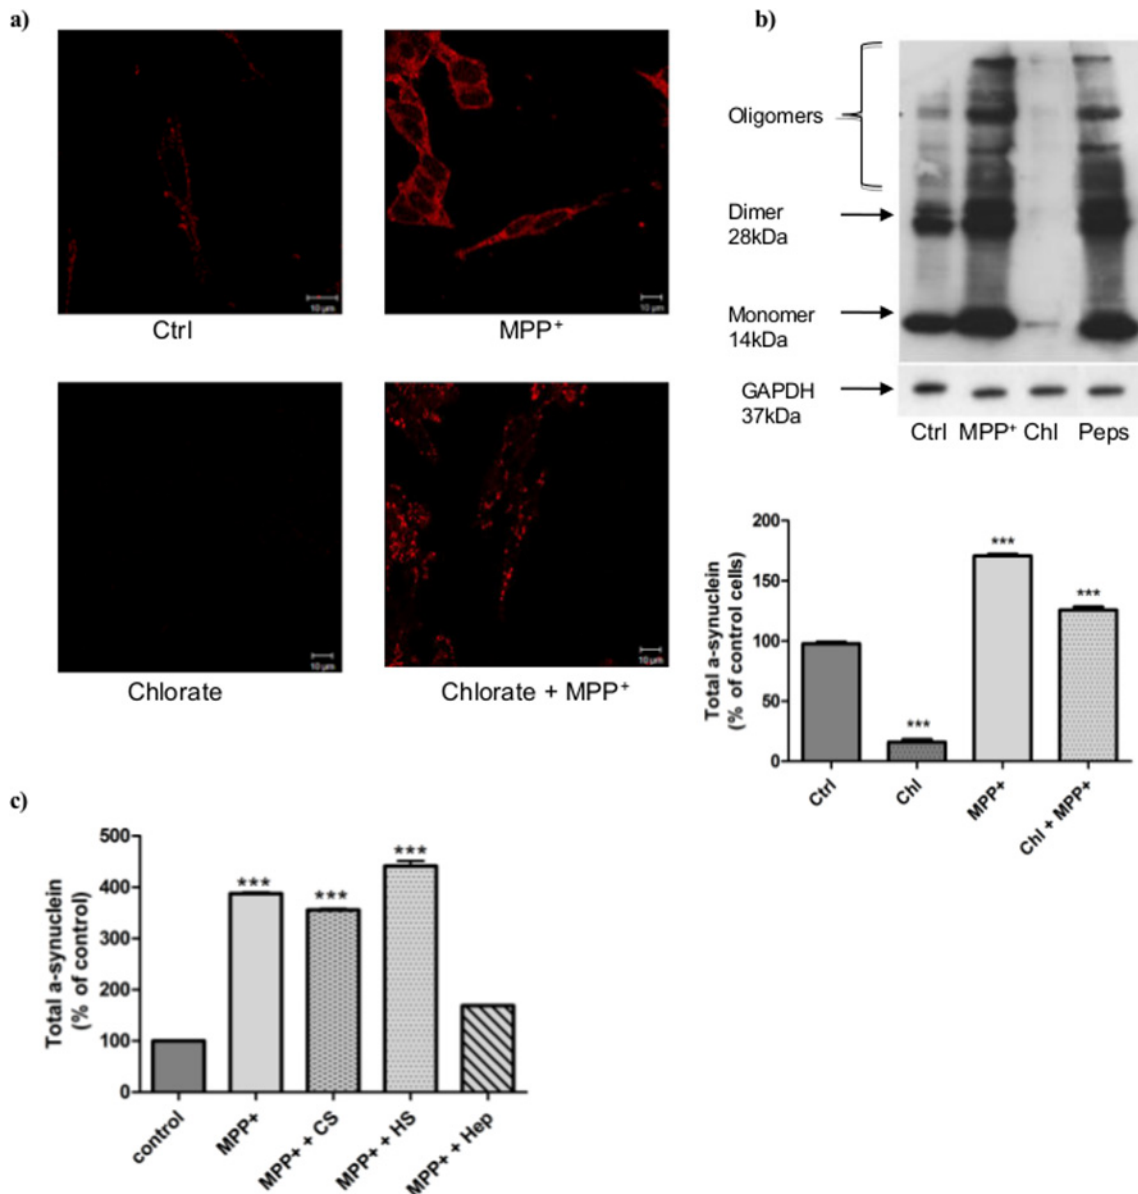 a)
10 µm
Ctrl
10 µm
MPP⁺
10 µm
Chlorate
10 µm
Chlorate + MPP⁺
b)
Oligomers
Dimer
28kDa
Monomer
14kDa
GAPDH
37kDa
Ctrl MPP⁺ Chl Peps
Total a-synuclein
(% of control cells)
200
150
100
50
0
***
***
***
Ctrl
Chl
MPP+
Chl + MPP+
c)
Total a-synuclein
(% of control)
500
400
300
200
100
0
***
***
***
control
MPP+
MPP+ + CS
MPP+ + HS
MPP+ + Hep